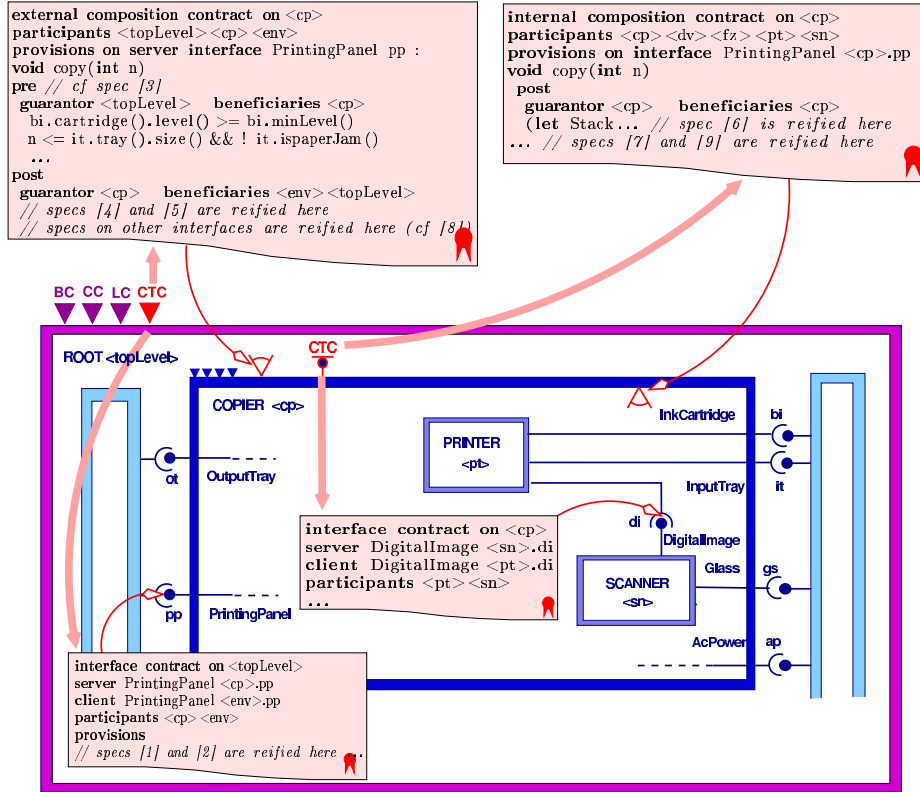 external composition contract on <cp>
participants <topLevel><cp><env>
provisions on server interface PrintingPanel pp :
void copy(int n)
pre // cf spec [3]
guarantor <topLevel> beneficiaries <cp>
bi.cartridge().level() >= bi.minLevel()
n <= it.tray().size() && ! it.ispaperJam()
...
post
guarantor <cp> beneficiaries <env><topLevel>
// specs [4] and [5] are reified here
// specs on other interfaces are reified here (cf [8])
internal composition contract on <cp>
participants <cp><dv><fz><pt><sn>
provisions on interface PrintingPanel <cp>.pp
void copy(int n)
post
guarantor <cp> beneficiaries <cp>
(let Stack... // spec [6] is reified here
... // specs [7] and [9] are reified here
BC CC LC CTC
ROOT <topLevel>
CTC
COPIER <cp>
InkCartridge
bi
PRINTER
<pt>
ot
OutputTray
InputTray
it
di
DigitalImage
interface contract on <cp>
server DigitalImage <sn>.di
client DigitalImage <pt>.di
participants <pt><sn>
...
Glass
gs
SCANNER
<sn>
pp
PrintingPanel
AcPower
ap
interface contract on <topLevel>
server PrintingPanel <cp>.pp
client PrintingPanel <env>.pp
participants <cp><env>
provisions
// specs [1] and [2] are reified here ...